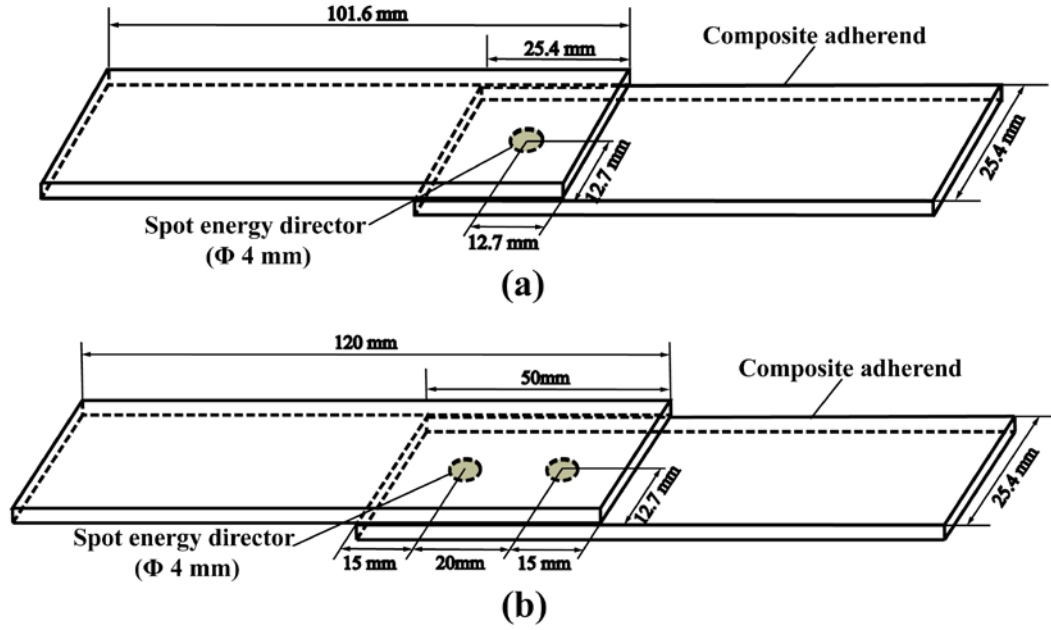 101.6 mm
25.4 mm
Composite adherend
25.4 mm
12.7 mm
Spot energy director
(Φ 4 mm)
12.7 mm
(a)
120 mm
50mm
Composite adherend
25.4 mm
12.7 mm
Spot energy director
(Φ 4 mm)
15 mm
20mm
15 mm
(b)